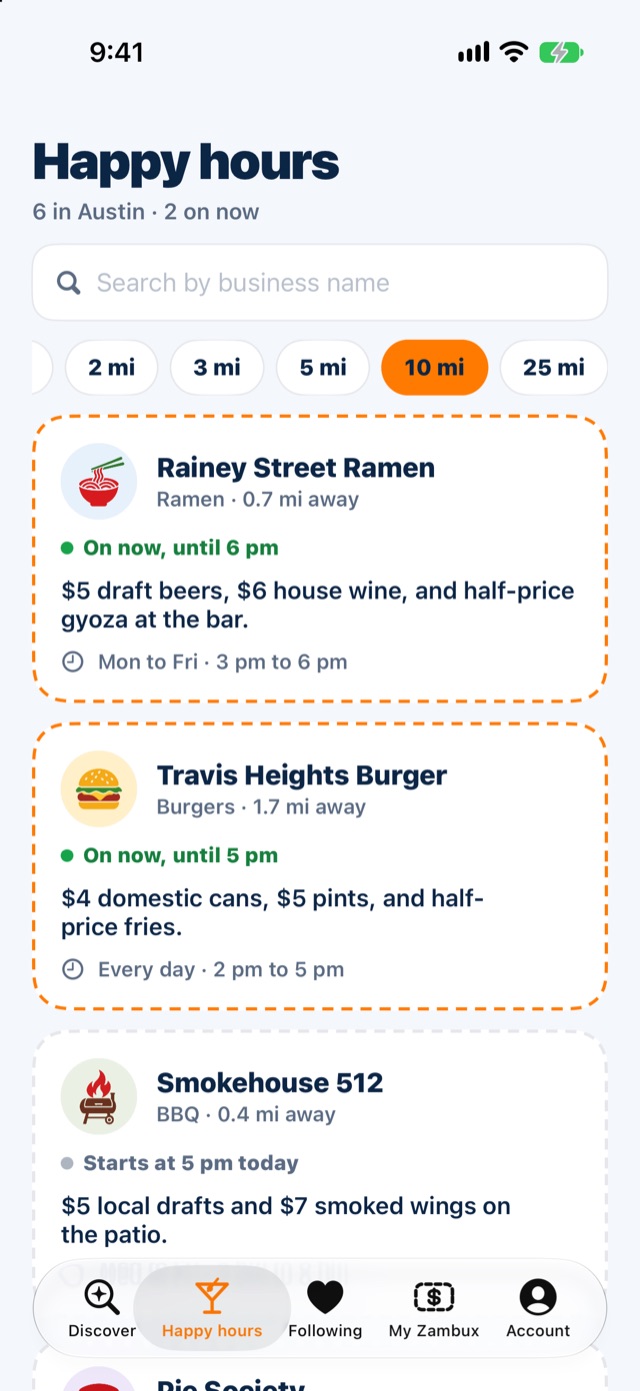 9:41
Happy hours
6 in Austin · 2 on now
Search by business name
2 mi
3 mi
5 mi
10 mi
25 mi
Rainey Street Ramen
Ramen · 0.7 mi away
On now, until 6 pm
$5 draft beers, $6 house wine, and half-price
gyoza at the bar.
Mon to Fri · 3 pm to 6 pm
Travis Heights Burger
Burgers · 1.7 mi away
On now, until 5 pm
$4 domestic cans, $5 pints, and half-
price fries.
Every day · 2 pm to 5 pm
Smokehouse 512
BBQ · 0.4 mi away
Starts at 5 pm today
$5 local drafts and $7 smoked wings on
the patio.
Discover
Happy hours
Following
My Zambux
Account
Pie Society